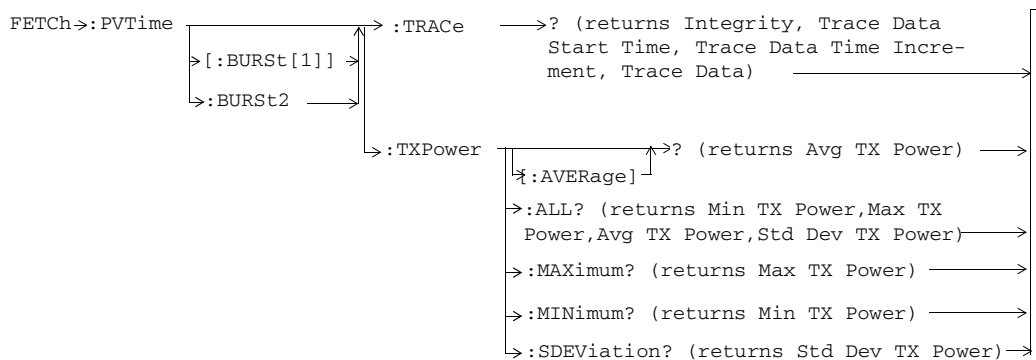 FETCh :PVTime :TRACe ? (returns Integrity, Trace Data
Start Time, Trace Data Time Incre-
ment, Trace Data)
[:BURSt[1]]
:BURSt2
:TXPower ? (returns Avg TX Power)
[:AVERage]
:ALL? (returns Min TX Power,Max TX
Power,Avg TX Power,Std Dev TX Power)
:MAXimum? (returns Max TX Power)
:MINimum? (returns Min TX Power)
:SDEViation? (returns Std Dev TX Power)